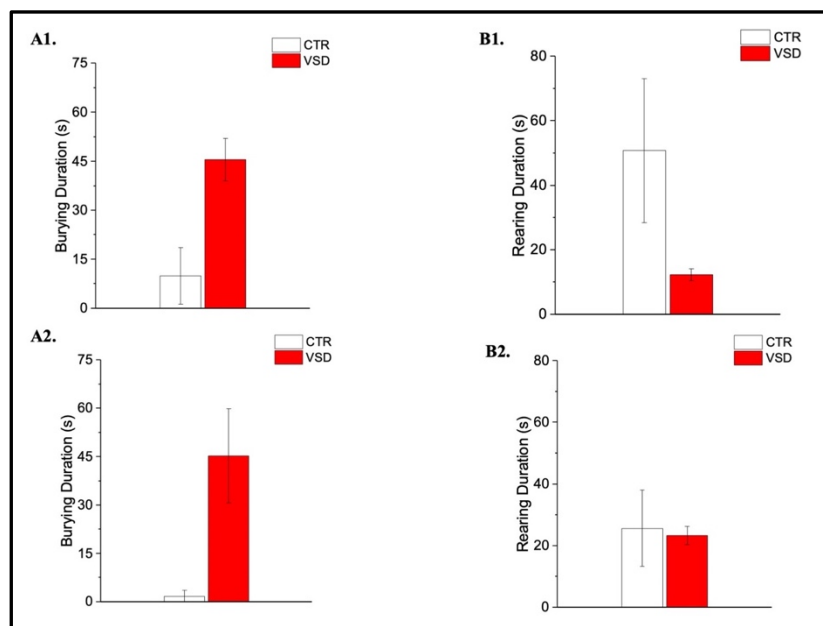 A1.
CTR
VSD
Burying Duration (s)
75
60
45
30
15
0
B1.
CTR
VSD
Rearing Duration (s)
80
60
40
20
0
A2.
CTR
VSD
Burying Duration (s)
75
60
45
30
15
0
B2.
CTR
VSD
Rearing Duration (s)
80
60
40
20
0